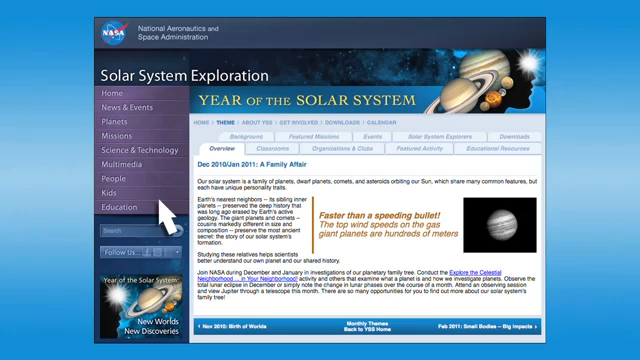 NASA
National Aeronautics and
Space Administration
Solar System Exploration
Home
News & Events
Planets
Missions
Science & Technology
Multimedia
People
Kids
Education
Search
Follow Us...
Year of the Solar System:
New Worlds
New Discoveries
YEAR OF THE SOLAR SYSTEM
HOME THEME ABOUT YSS GET INVOLVED DOWNLOADS CALENDAR
Background Featured Missions Events Solar System Explorers Downloads
Overview Classrooms Organizations & Clubs Featured Activity Educational Resources
Dec 2010/Jan 2011: A Family Affair
Our solar system is a family of planets, dwarf planets, comets, and asteroids orbiting our Sun, which share many common features, but
each have unique personality traits.
Earth's nearest neighbors -- its sibling inner
planets -- preserved the deep history that
was long ago erased by Earth's active
geology. The giant planets and comets --
cousins markedly different in size and
composition -- preserve the most ancient
secret: the story of our solar system's
formation.
Studying these relatives helps scientists
better understand our own planet and our shared history.
Faster than a speeding bullet!
The top wind speeds on the gas
giant planets are hundreds of meters
Join NASA during December and January in investigations of our planetary family tree. Conduct the Explore the Celestial
Neighborhood ... in Your Neighborhood! activity and others that examine what a planet is and how we investigate planets. Observe the
total lunar eclipse in December or simply note the change in lunar phases over the course of a month. Attend an observing session
and view Jupiter through a telescope this month. There are so many opportunities for you to find out more about our solar system's
family tree!
Nov 2010: Birth of Worlds
Monthly Themes
Back to YSS Home
Feb 2011: Small Bodies -- Big Impacts